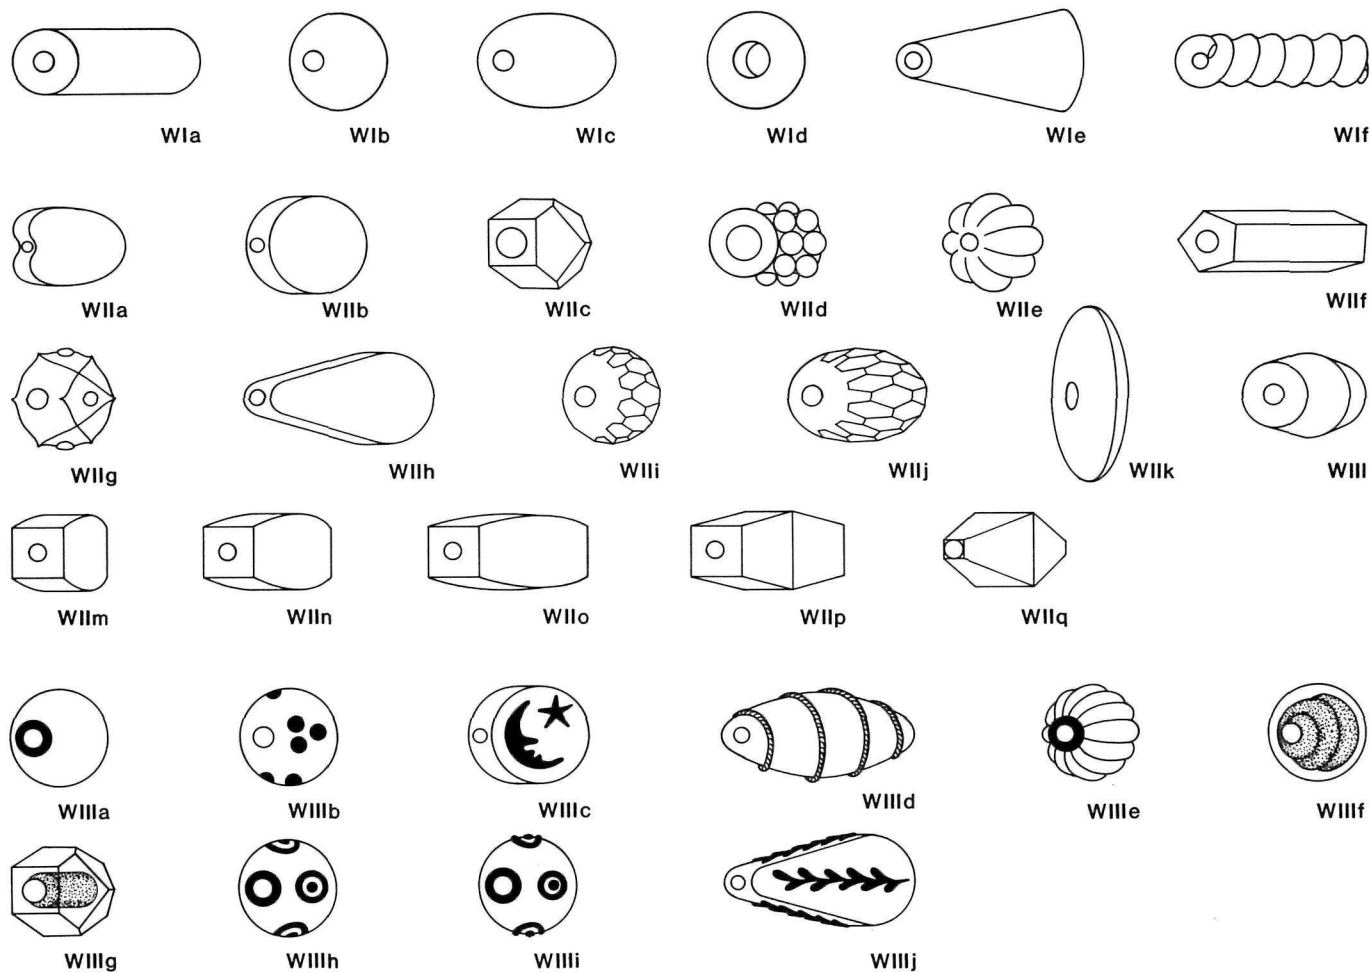 WIa WIb WIc WId WIe WIf
WIIa WIIb WIIc WIId WIIe WIIf
WIIg WIIh WIIi WIIj WIIk WIII
WIIm WIIn WIIo WIIp WIIq
WIIIa WIIIb WIIIc WIIId WIIIe WIIIf
WIIIg WIIIh WIIIi WIIIj